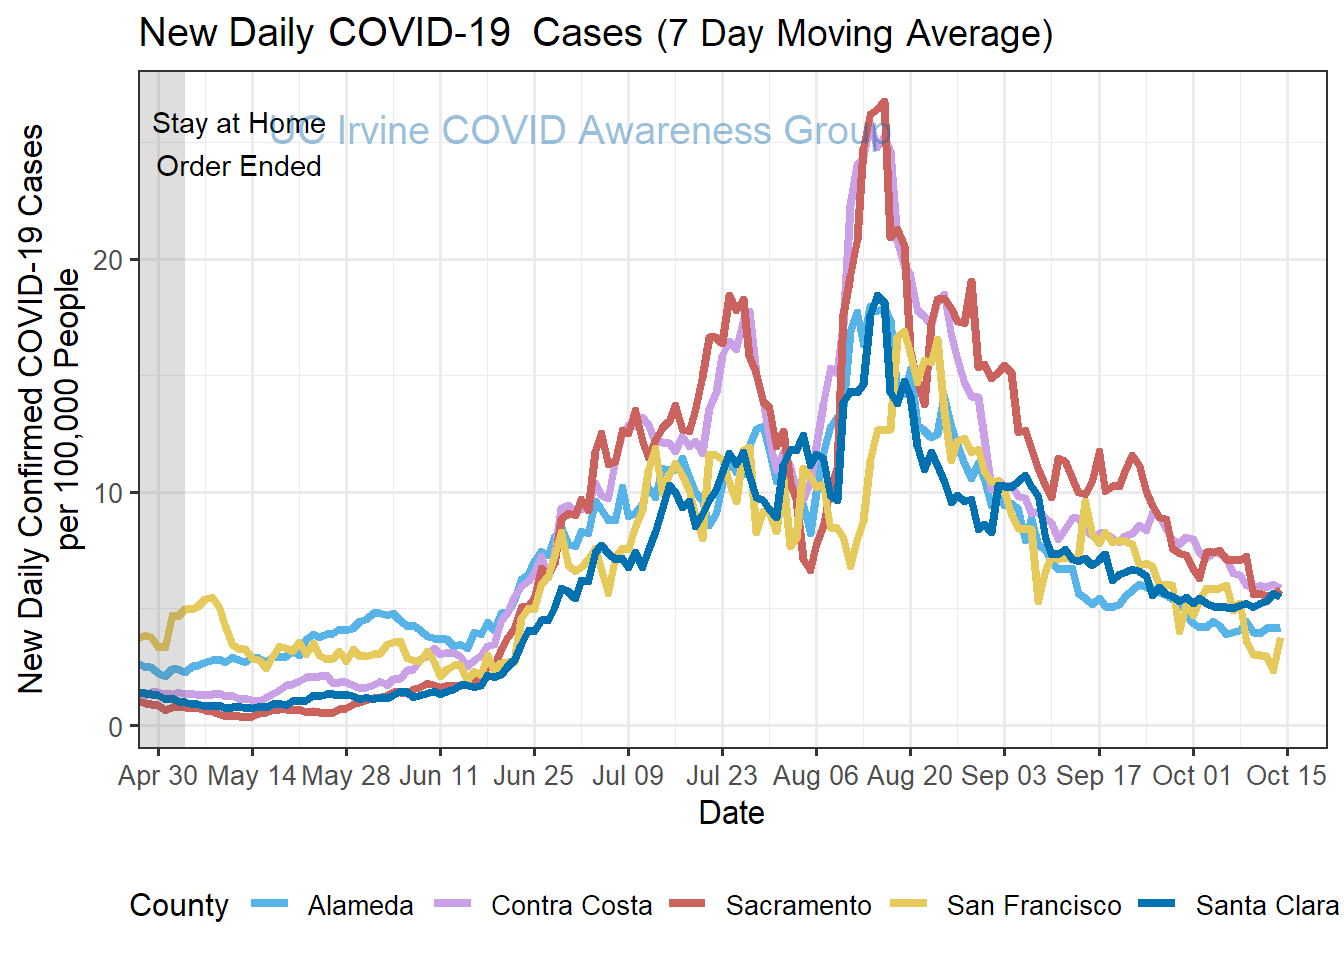 New Daily COVID-19 Cases (7 Day Moving Average)
Stay at Home
UC Irvine COVID Awareness Group
Order Ended
New Daily Confirmed COVID-19 Cases
per 100,000 People
20
10
0
Apr 30 May 14 May 28 Jun 11 Jun 25 Jul 09 Jul 23 Aug 06 Aug 20 Sep 03 Sep 17 Oct 01 Oct 15
Date
County Alameda Contra Costa Sacramento San Francisco Santa Clara